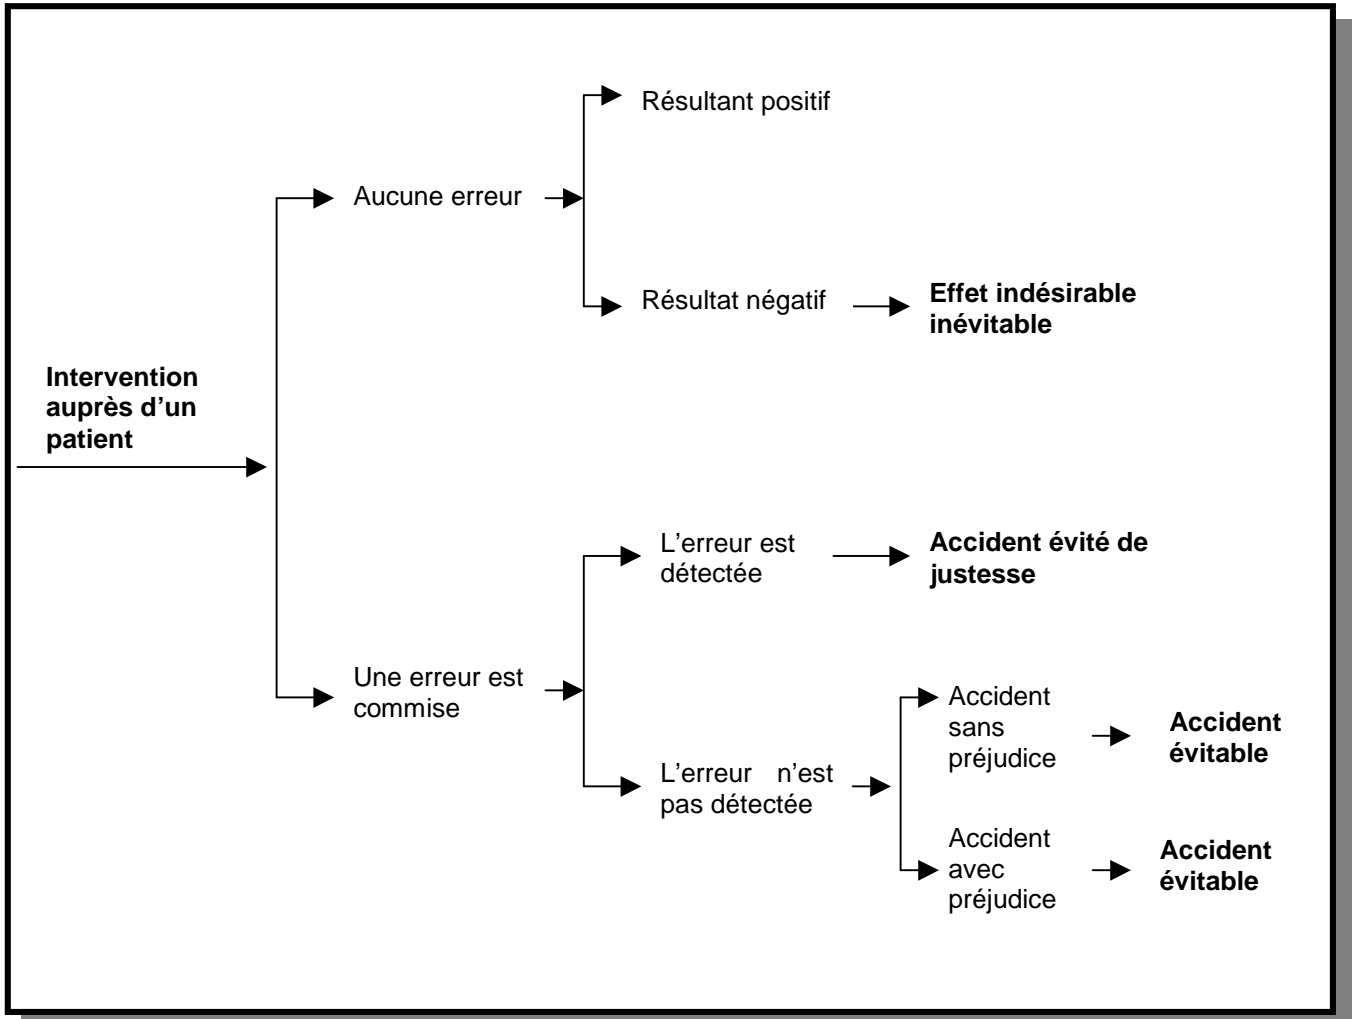 Résultant positif
Aucune erreur
Résultat négatif
Effet indésirable
inévitable
Intervention
auprès d’un
patient
L’erreur est
détectée
Accident évité de
justesse
Une erreur est
commise
Accident
sans
préjudice
Accident
évitable
L’erreur n’est
pas détectée
Accident
avec
préjudice
Accident
évitable